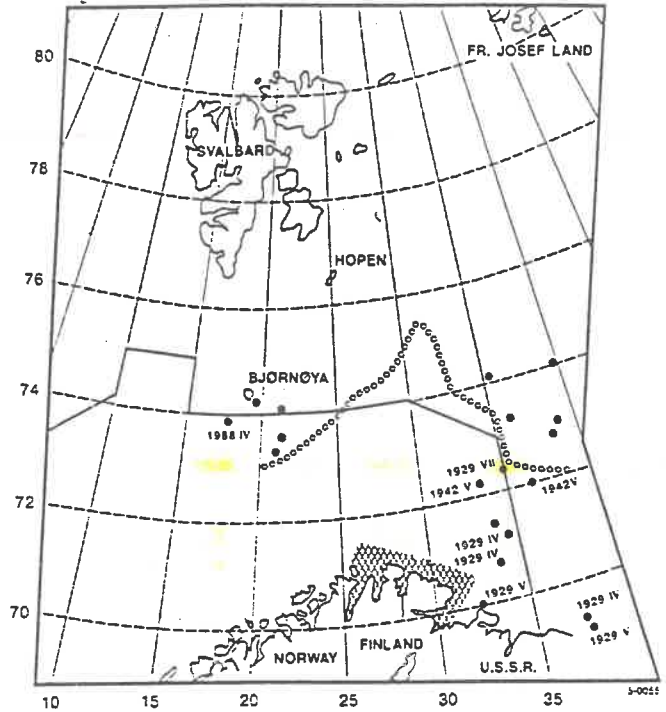 80
FR. JOSEF LAND
SVALBARD
78
HOPEN
76
BJØRNØYA
74
1988 IV
1929 VII
1942 V
1942V
72
1929 IV
1929 IV
1929 V
1929 IV
1929 V
70
FINLAND
NORWAY
U.S.S.R.
10
15
20
25
30
35